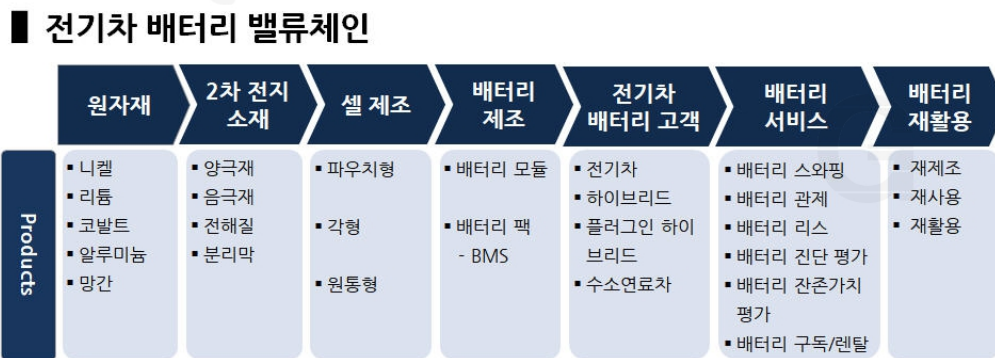 전기차 배터리 밸류체인
원자재
2차 전지
소재
셀 제조
배터리
제조
전기차
배터리 고객
배터리
서비스
배터리
재활용
Products
▪ 니켈
▪ 리튬
▪ 코발트
▪ 알루미늄
▪ 망간
▪ 양극재
▪ 음극재
▪ 전해질
▪ 분리막
▪ 파우치형
▪ 각형
▪ 원통형
▪ 배터리 모듈
▪ 배터리 팩
- BMS
▪ 전기차
▪ 하이브리드
▪ 플러그인 하이
브리드
▪ 수소연료차
▪ 배터리 스와핑
▪ 배터리 관제
▪ 배터리 리스
▪ 배터리 진단 평가
▪ 배터리 잔존가치
평가
▪ 배터리 구독/렌탈
▪ 재제조
▪ 재사용
▪ 재활용